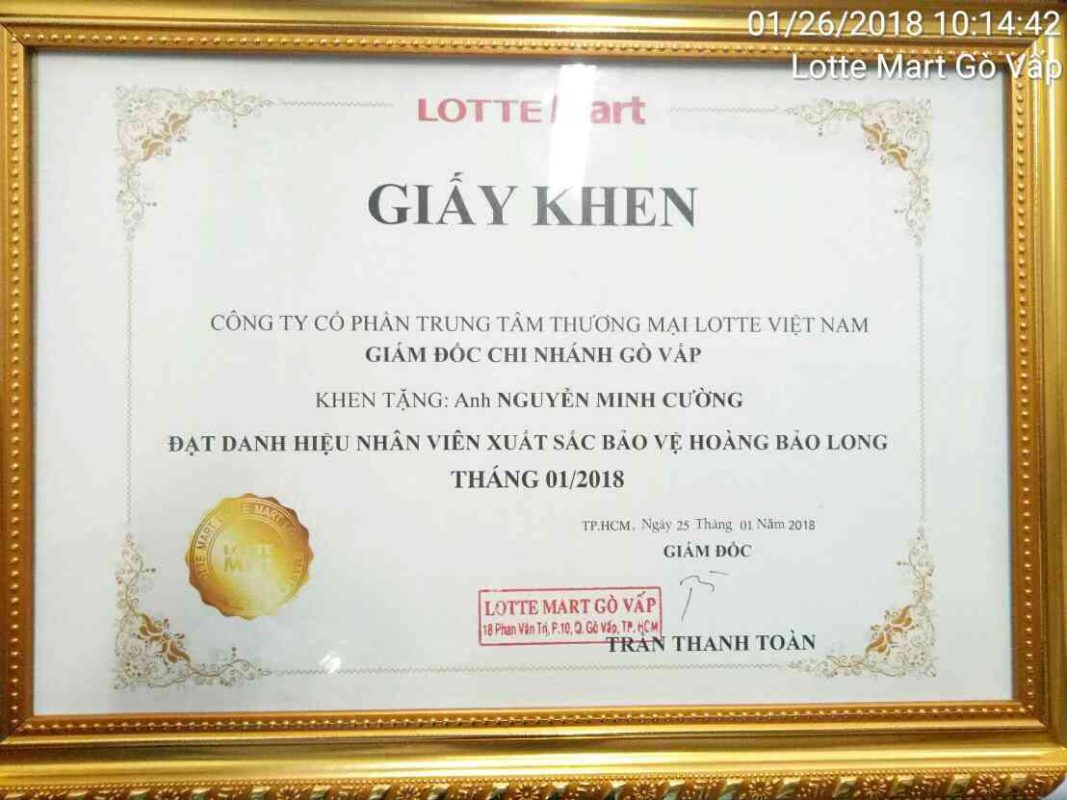 01/26/2018 10:14:42
Lotte Mart Gò Vấp
LOTTE Mart
GIẤY KHEN
CÔNG TY CỔ PHẦN TRUNG TÂM THƯƠNG MẠI LOTTE VIỆT NAM
GIÁM ĐỐC CHI NHÁNH GÒ VẤP
KHEN TẶNG: Anh NGUYỄN MINH CƯỜNG
ĐẠT DANH HIỆU NHÂN VIÊN XUẤT SẮC BẢO VỆ HOÀNG BẢO LONG
THÁNG 01/2018
TP.HCM, Ngày 25 Tháng 01 Năm 2018
GIÁM ĐỐC
LOTTE MART
LOTTE MART GÒ VẤP
18 Phan Văn Trị, P.10, Q. Gò Vấp, TP. HCM
TRẦN THANH TOÀN